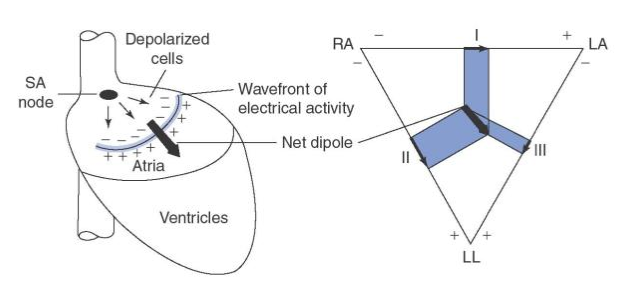 Depolarized
cells
SA
node
Wavefront of
electrical activity
Net dipole
Atria
Ventricles
RA
−
I
+
LA
−
−
II
III
+
+
LL